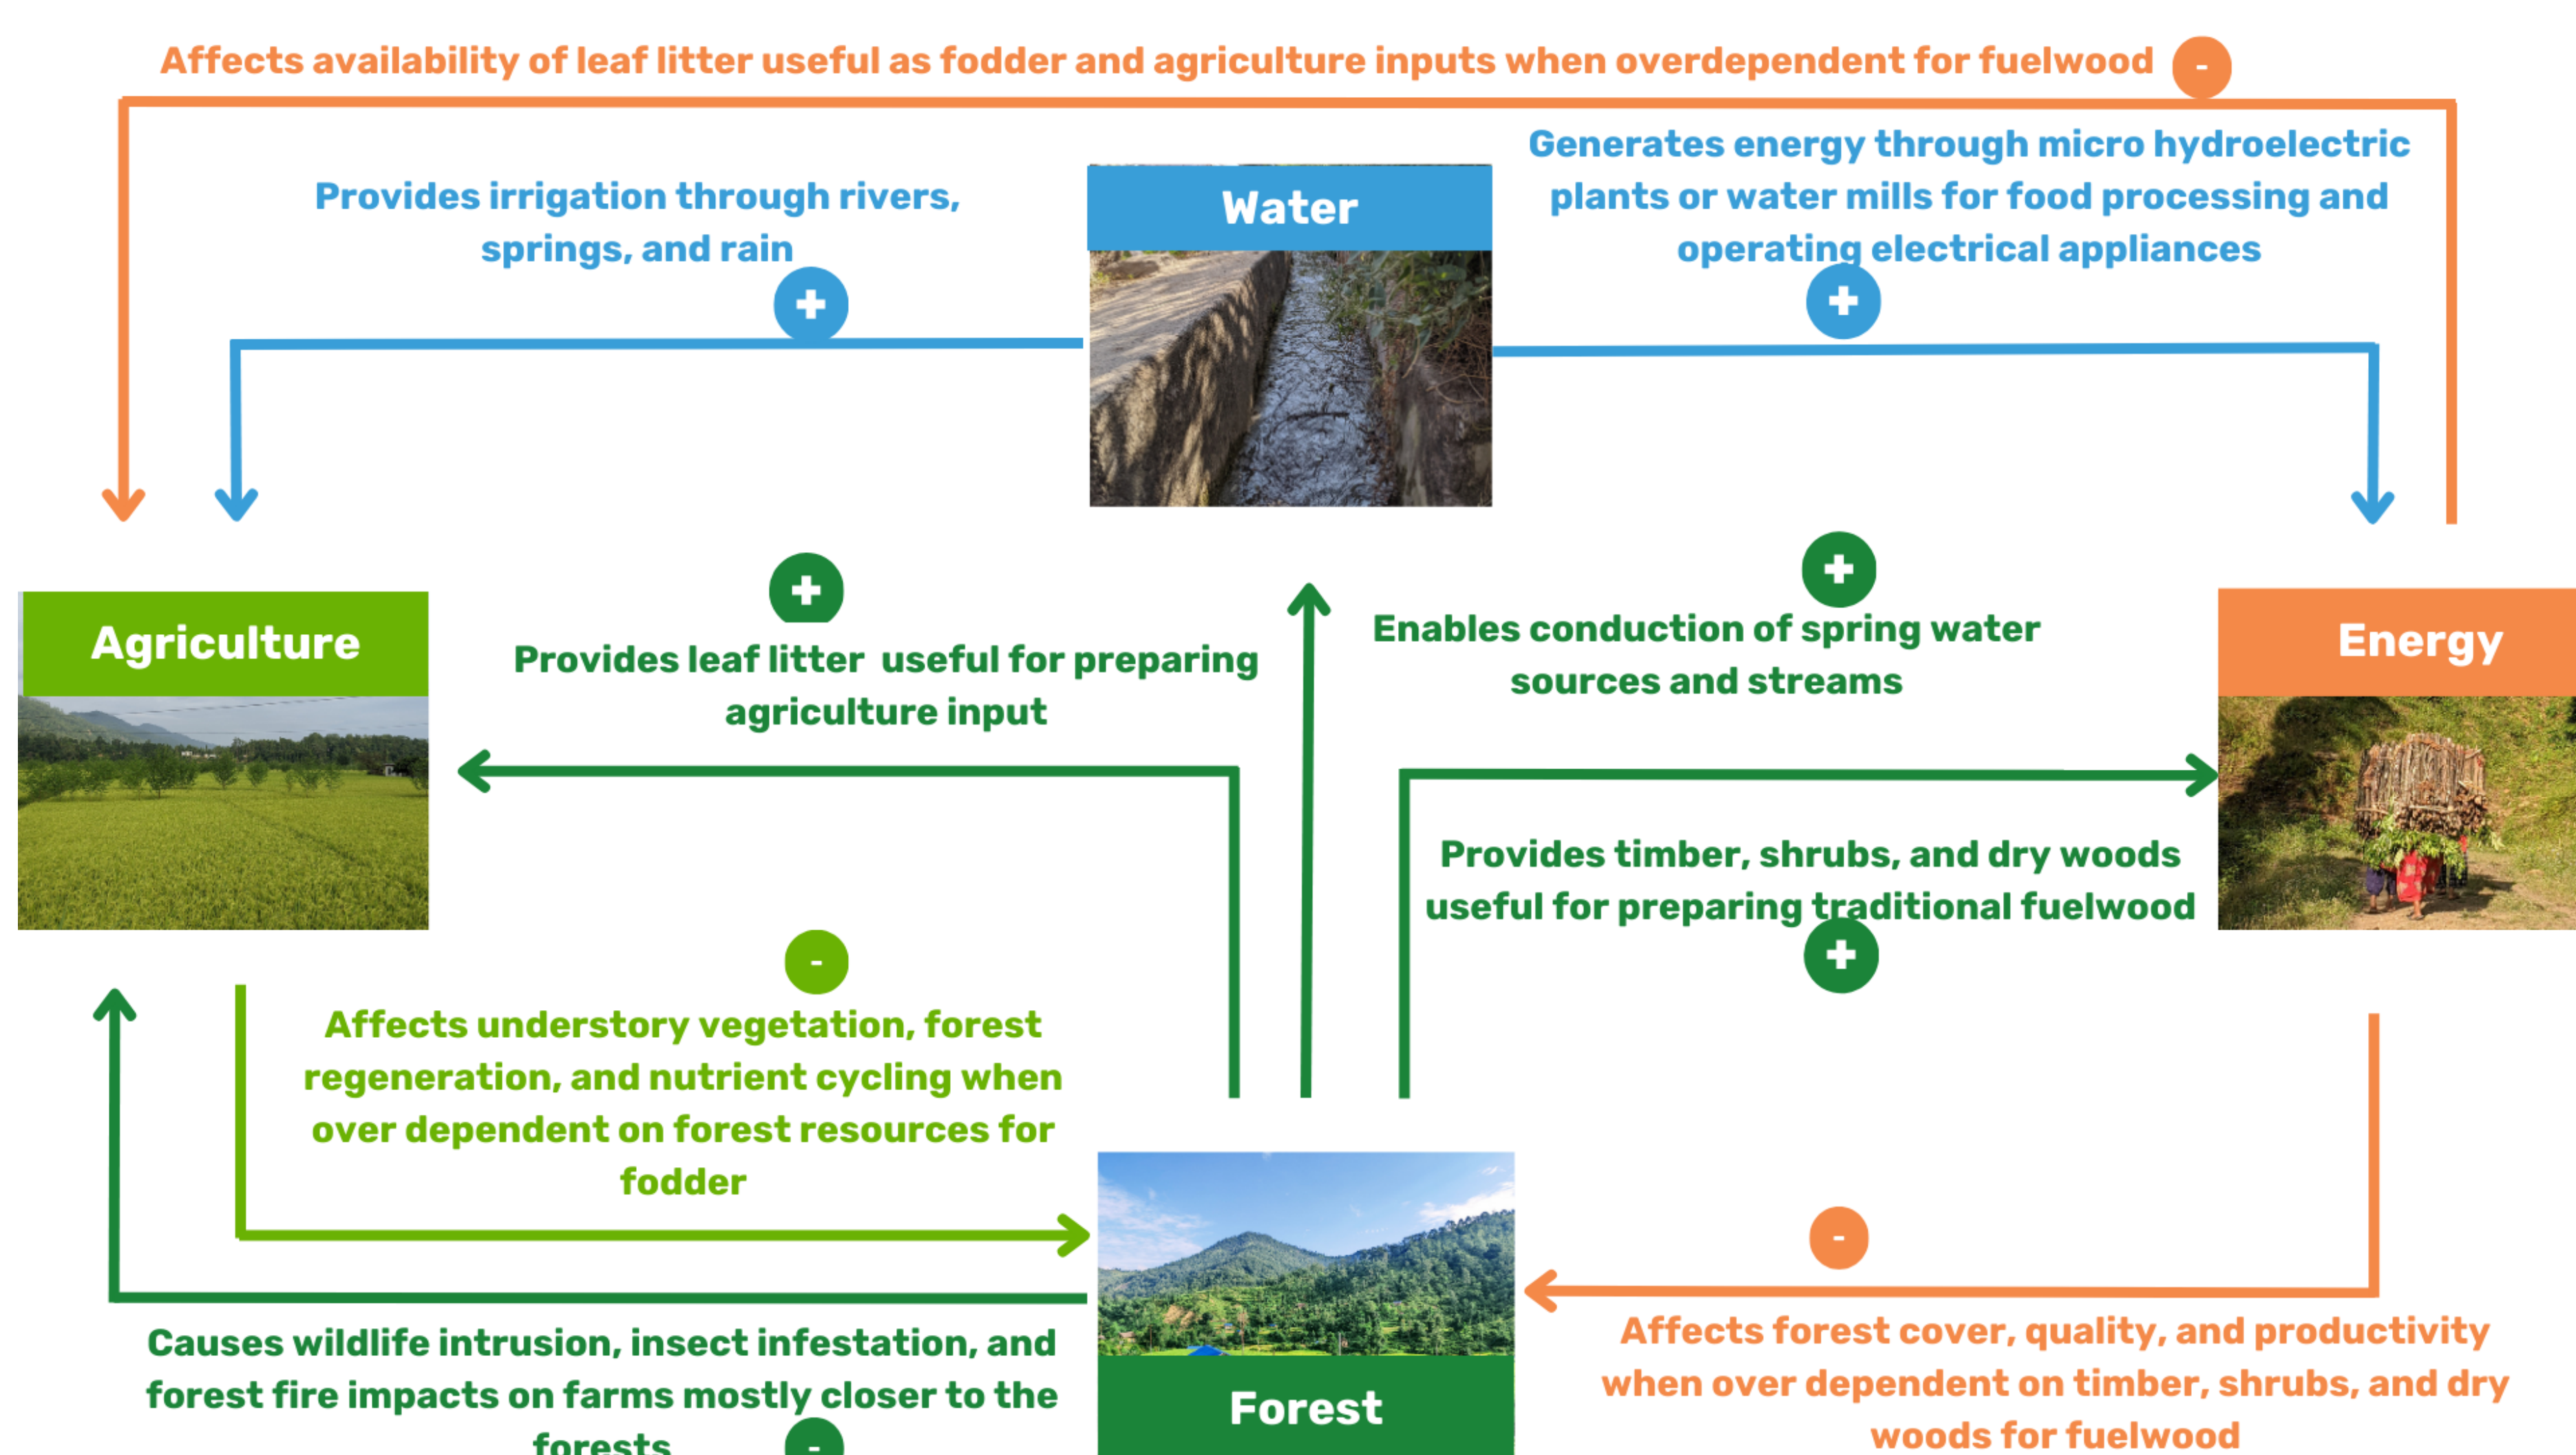 Affects availability of leaf litter useful as fodder and agriculture inputs when overdependent for fuelwood
-
Provides irrigation through rivers,
springs, and rain
+
Water
Generates energy through micro hydroelectric
plants or water mills for food processing and
operating electrical appliances
+
Agriculture
+
Provides leaf litter useful for preparing
agriculture input
+
Enables conduction of spring water
sources and streams
Energy
Provides timber, shrubs, and dry woods
useful for preparing traditional fuelwood
+
-
Affects understory vegetation, forest
regeneration, and nutrient cycling when
over dependent on forest resources for
fodder
Causes wildlife intrusion, insect infestation, and
forest fire impacts on farms mostly closer to the
forests
-
Forest
-
Affects forest cover, quality, and productivity
when over dependent on timber, shrubs, and dry
woods for fuelwood